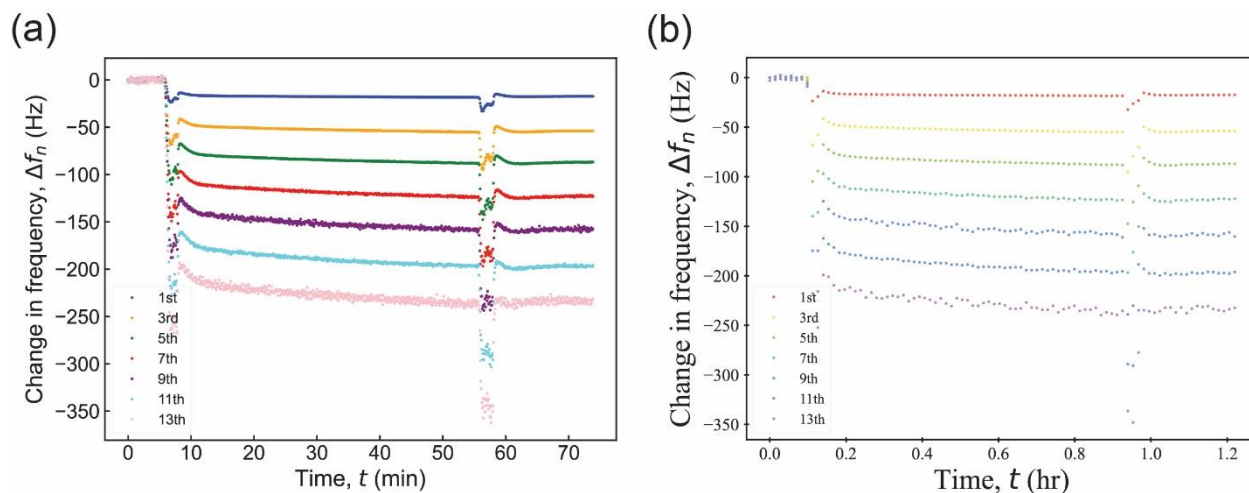 (a)
Change in frequency, Δfn (Hz)
0
−50
−100
−150
−200
−250
−300
−350
1st
3rd
5th
7th
9th
11th
13th
0 10 20 30 40 50 60 70
Time, t (min)
(b)
Change in frequency, Δfn (Hz)
0
−50
−100
−150
−200
−250
−300
−350
1st
3rd
5th
7th
9th
11th
13th
0.0 0.2 0.4 0.6 0.8 1.0 1.2
Time, t (hr)